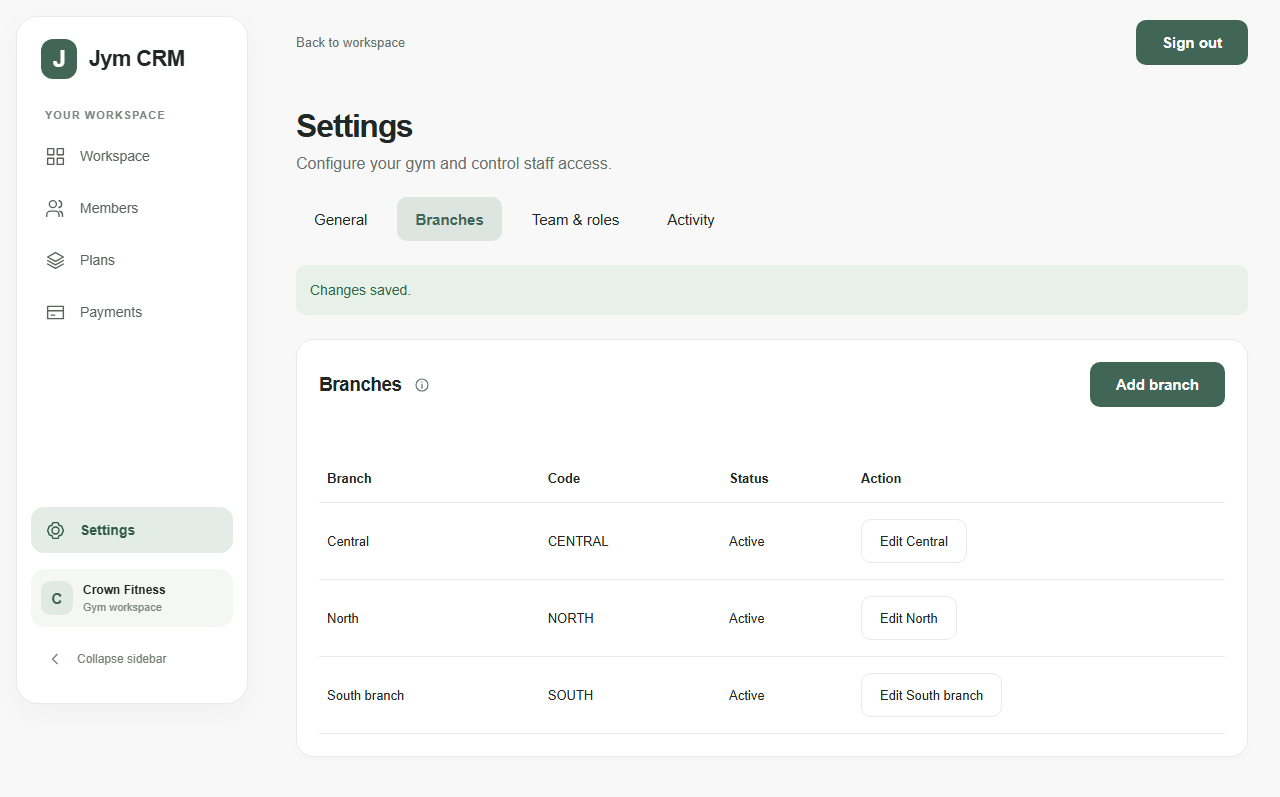 J Jym CRM
YOUR WORKSPACE
Workspace
Members
Plans
Payments
Settings
C
Crown Fitness
Gym workspace
Collapse sidebar
Back to workspace
Sign out
Settings
Configure your gym and control staff access.
General Branches Team & roles Activity
Changes saved.
Branches
Add branch
Branch Code Status Action
Central CENTRAL Active Edit Central
North NORTH Active Edit North
South branch SOUTH Active Edit South branch